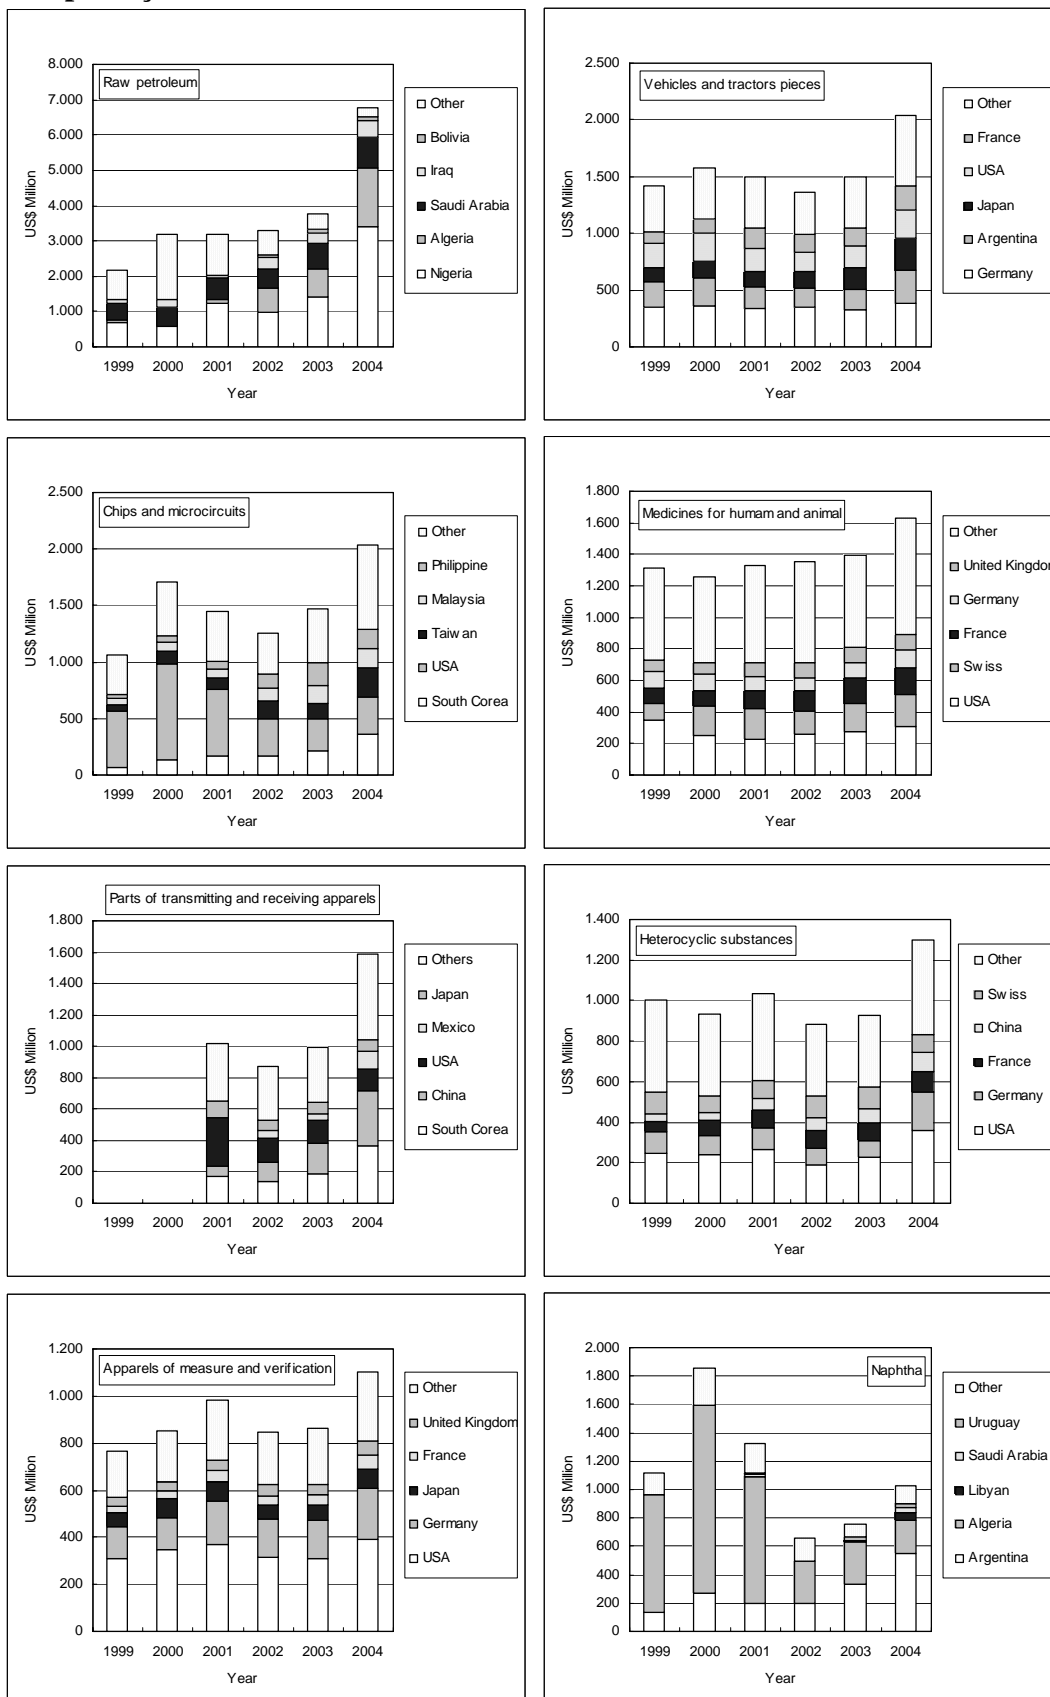 Raw petroleum
US$ Million
8.000
7.000
6.000
5.000
4.000
3.000
2.000
1.000
0
1999 2000 2001 2002 2003 2004
Year
Other
Bolivia
Iraq
Saudi Arabia
Algeria
Nigeria
Vehicles and tractors pieces
US$ Million
2.500
2.000
1.500
1.000
500
0
1999 2000 2001 2002 2003 2004
Year
Other
France
USA
Japan
Argentina
Germany
Chips and microcircuits
US$ Million
2.500
2.000
1.500
1.000
500
0
1999 2000 2001 2002 2003 2004
Year
Other
Philippine
Malaysia
Taiwan
USA
South Corea
Medicines for humam and animal
US$ Million
1.800
1.600
1.400
1.200
1.000
800
600
400
200
0
1999 2000 2001 2002 2003 2004
Year
Other
United Kingdom
Germany
France
Swiss
USA
Parts of transmitting and receiving apparels
US$ Million
1.800
1.600
1.400
1.200
1.000
800
600
400
200
0
1999 2000 2001 2002 2003 2004
Year
Others
Japan
Mexico
USA
China
South Corea
Heterocyclic substances
US$ Million
1.400
1.200
1.000
800
600
400
200
0
1999 2000 2001 2002 2003 2004
Year
Other
Swiss
China
France
Germany
USA
Apparels of measure and verification
US$ Million
1.200
1.000
800
600
400
200
0
1999 2000 2001 2002 2003 2004
Year
Other
United Kingdom
France
Japan
Germany
USA
Naphtha
US$ Million
2.000
1.800
1.600
1.400
1.200
1.000
800
600
400
200
0
1999 2000 2001 2002 2003 2004
Year
Other
Uruguay
Saudi Arabia
Libyan
Algeria
Argentina